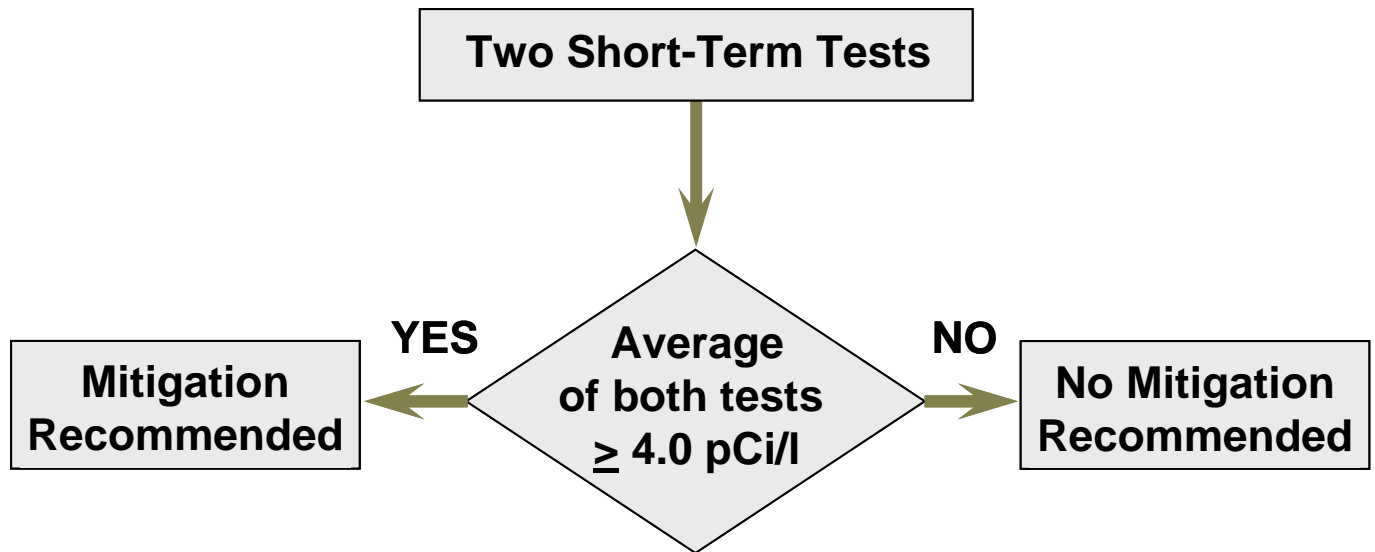 Two Short-Term Tests
YES
NO
Average
of both tests
≥ 4.0 pCi/l
Mitigation
Recommended
No Mitigation
Recommended